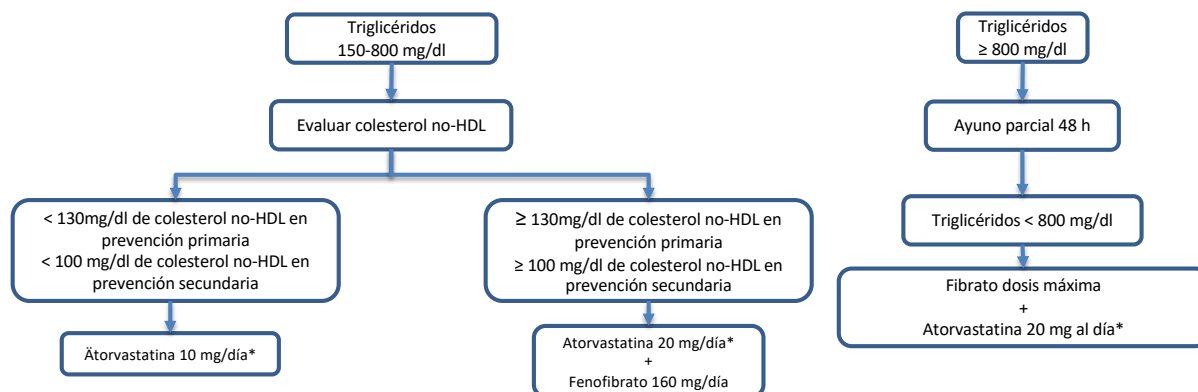 Triglicéridos
150-800 mg/dl
Evaluar colesterol no-HDL
< 130mg/dl de colesterol no-HDL en
prevención primaria
< 100 mg/dl de colesterol no-HDL en
prevención secundaria
Ätorvastatina 10 mg/día*
≥ 130mg/dl de colesterol no-HDL en
prevención primaria
≥ 100 mg/dl de colesterol no-HDL en
prevención secundaria
Atorvastatina 20 mg/día*
+
Fenofibrato 160 mg/día
Triglicéridos
≥ 800 mg/dl
Ayuno parcial 48 h
Triglicéridos < 800 mg/dl
Fibrato dosis máxima
+
Atorvastatina 20 mg al día*